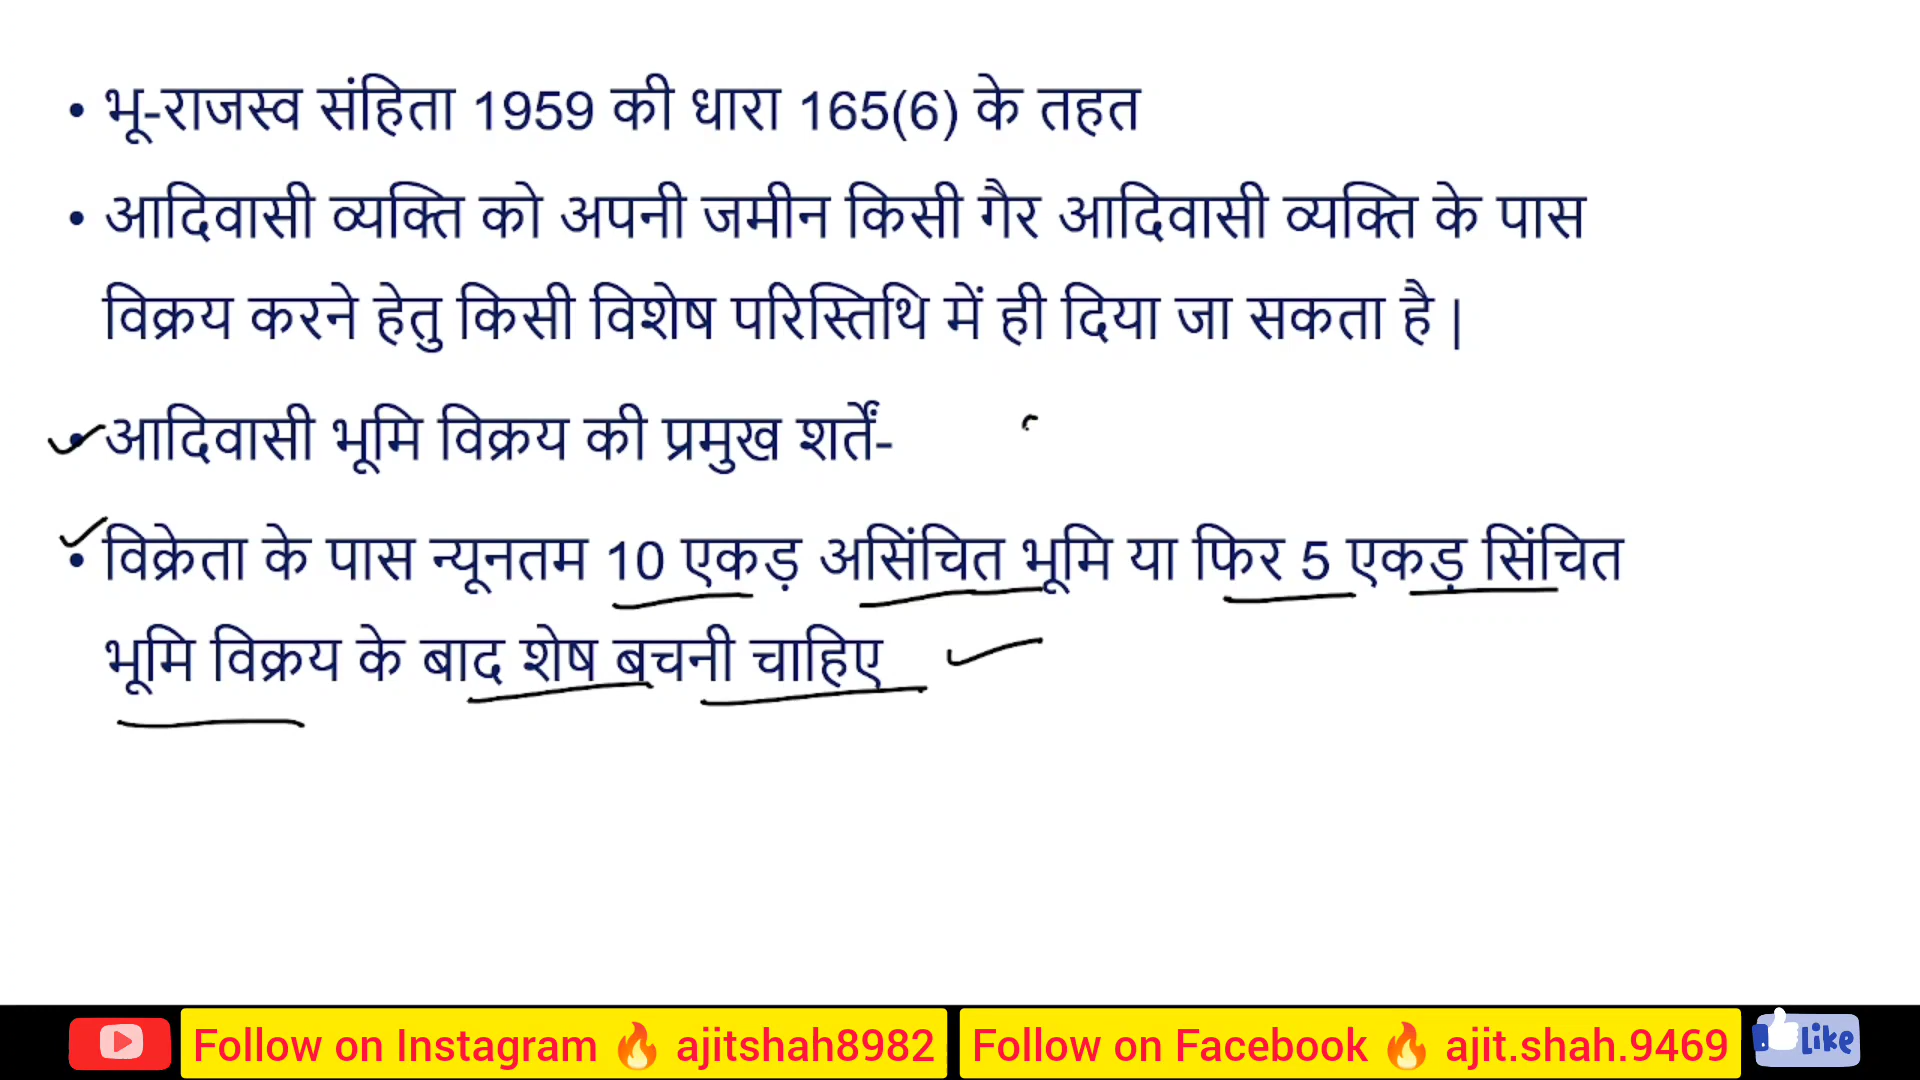 • भू-राजस्व संहिता 1959 की धारा 165(6) के तहत
• आदिवासी व्यक्ति को अपनी जमीन किसी गैर आदिवासी व्यक्ति के पास
विक्रय करने हेतु किसी विशेष परिस्तिथि में ही दिया जा सकता है |
• आदिवासी भूमि विक्रय की प्रमुख शर्तें-
• विक्रेता के पास न्यूनतम 10 एकड़ असिंचित भूमि या फिर 5 एकड़ सिंचित
भूमि विक्रय के बाद शेष बचनी चाहिए
Follow on Instagram 🔥 ajitshah8982 Follow on Facebook 🔥 ajit.shah.9469 Like